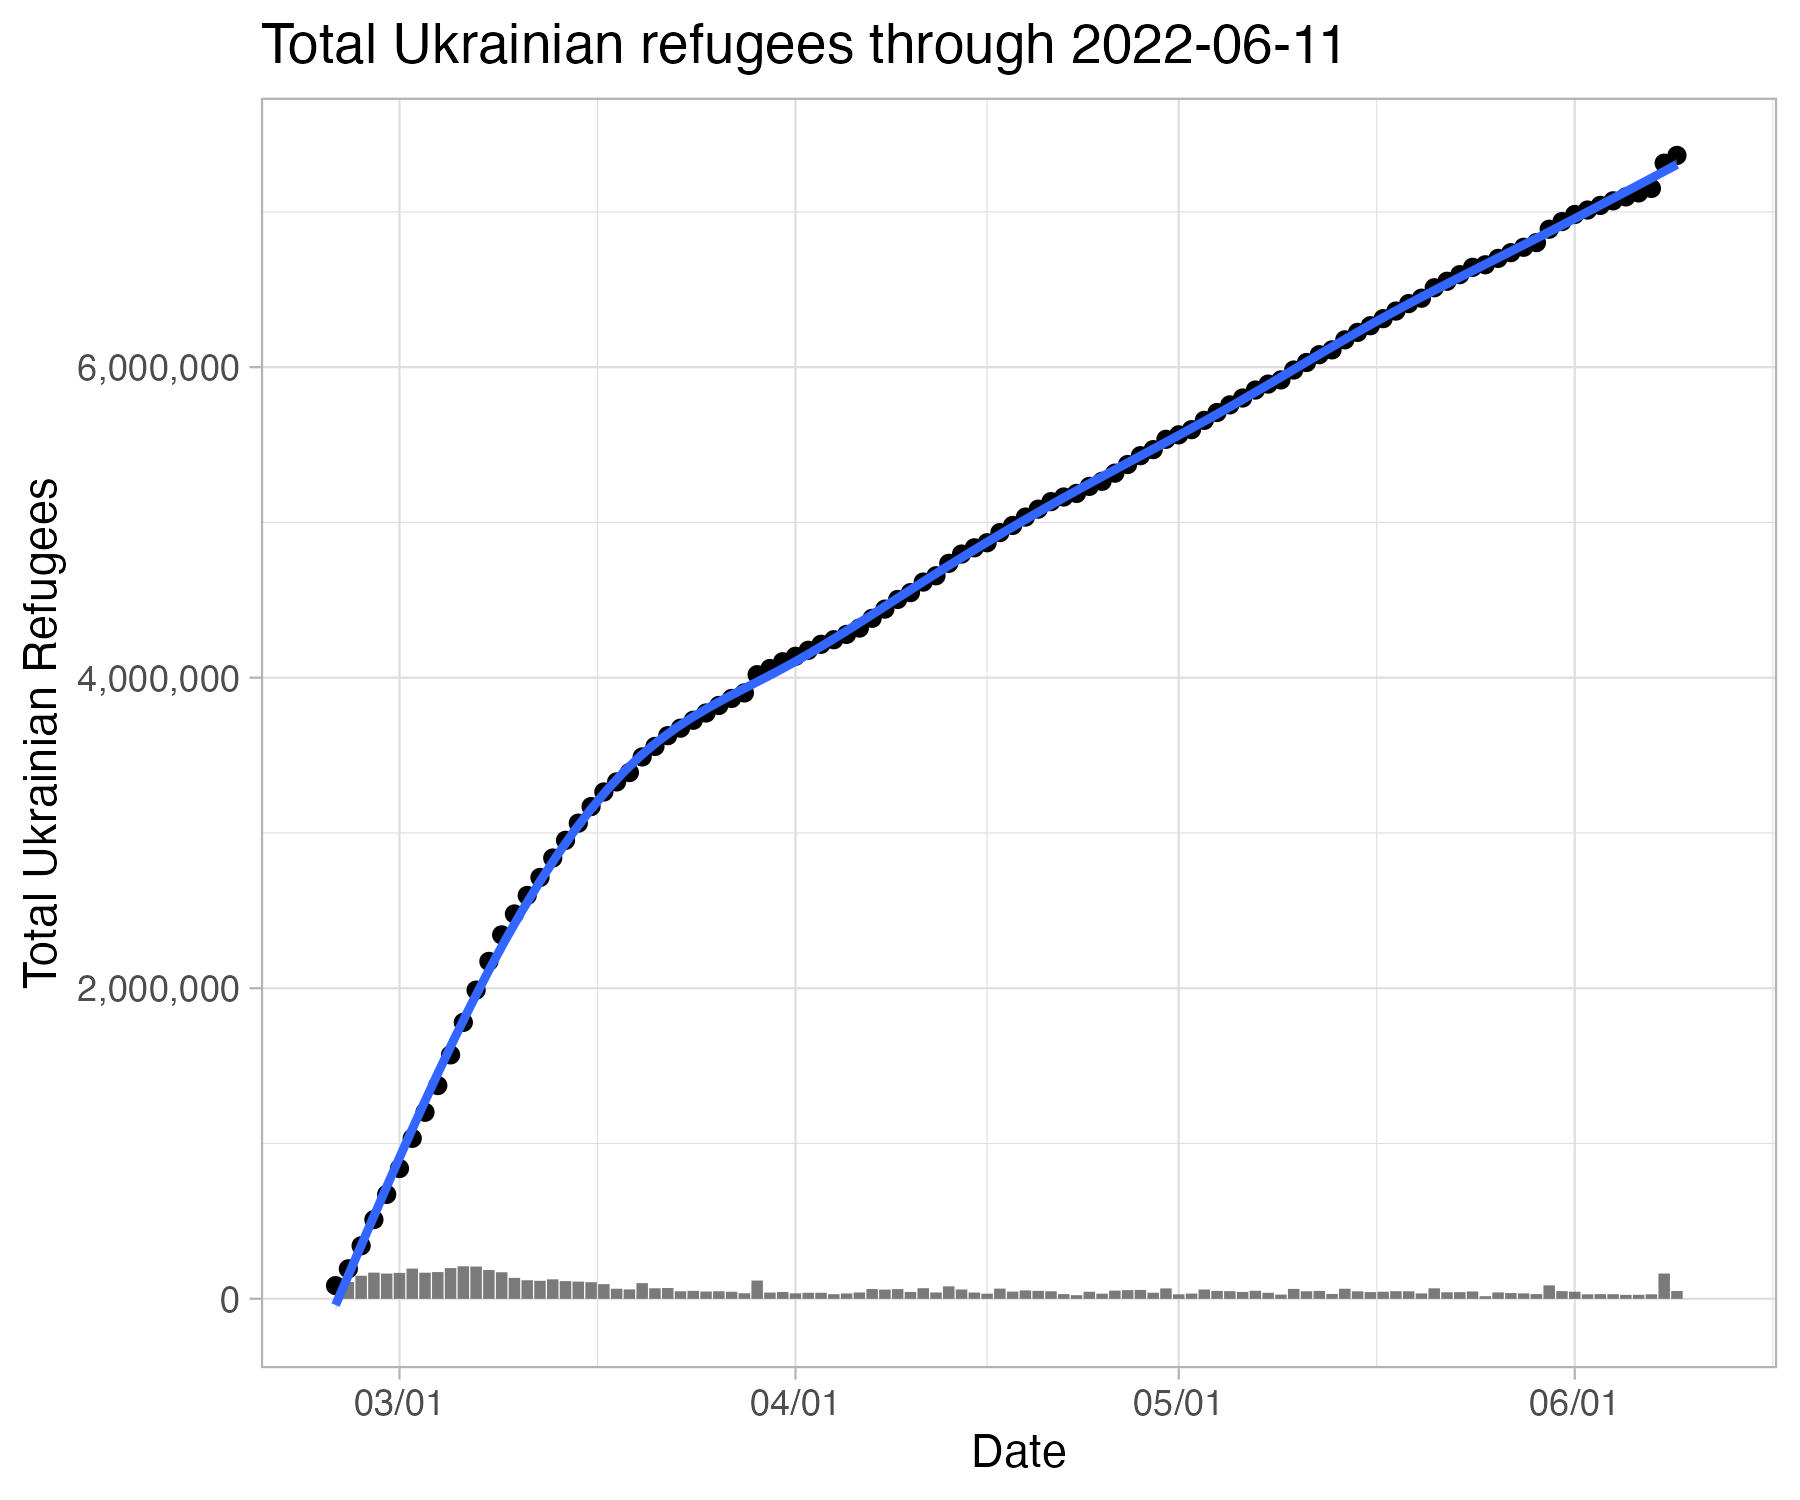 Total Ukrainian refugees through 2022-06-11
Total Ukrainian Refugees
6,000,000
4,000,000
2,000,000
0
03/01
04/01
05/01
06/01
Date